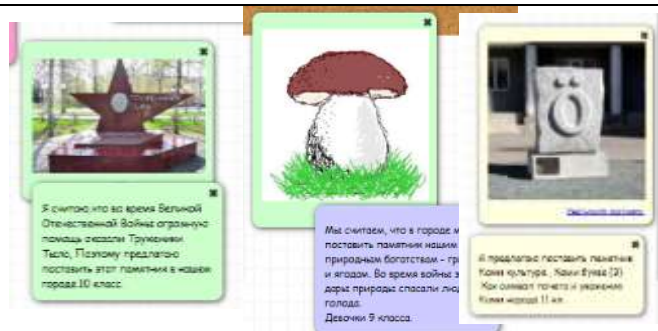 Я считаю,что во время Великой
Отечественной Войны огромную
помощь оказали Труженики
Тыла, Поэтому предлагаю
поставить этот памятник в нашем
городе.10 класс.
Мы считаем, что в городе м
поставить памятник нашим
природным богатствам - гр
и ягодам. Во время войны э
дары природы спасали люд
голода.
Девочки 9 класса.
Ӧ
Я предлагаю поставить памятник
Коми культуре , Коми букве
Как символ почета и уважения
Коми народа 11 кл